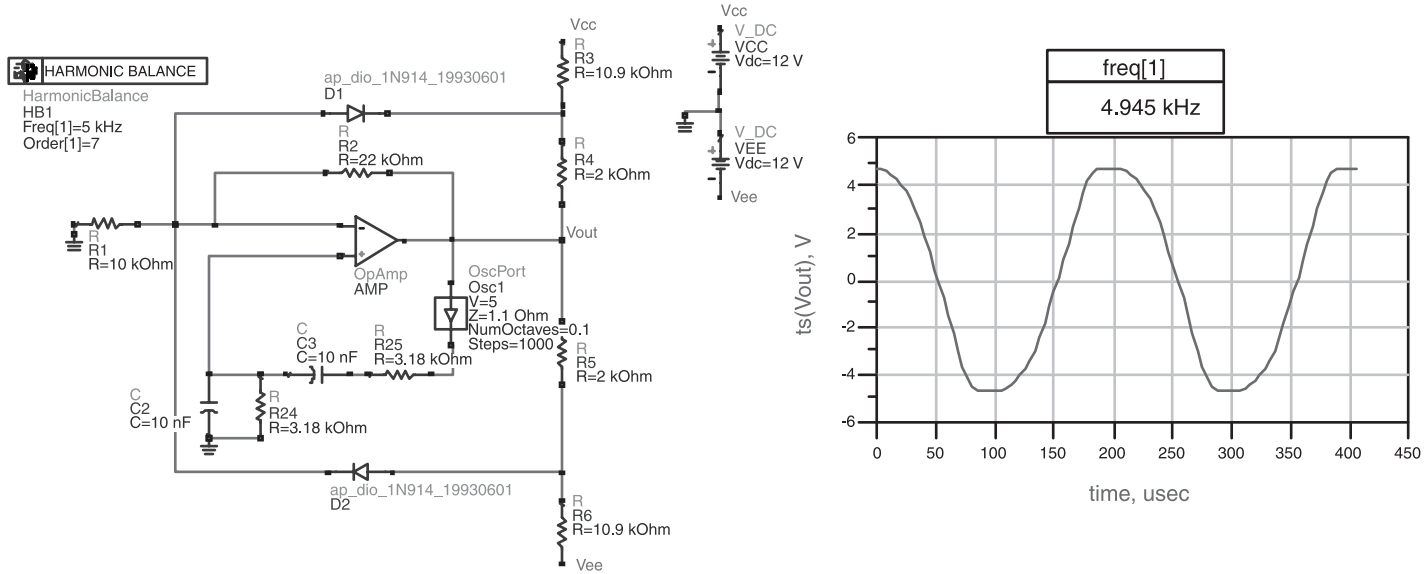 HARMONIC BALANCE
HarmonicBalance
HB1
Freq[1]=5 kHz
Order[1]=7
ap_dio_1N914_19930601
D1
R
R2
R=22 kOhm
R
R1
R=10 kOhm
-
+
OpAmp
AMP
Vcc
R
R3
R=10.9 kOhm
R
R4
R=2 kOhm
Vout
OscPort
Osc1
V=5
Z=1.1 Ohm
NumOctaves=0.1
Steps=1000
R
R5
R=2 kOhm
C
C3
C=10 nF
R
R25
R=3.18 kOhm
C
C2
C=10 nF
R
R24
R=3.18 kOhm
ap_dio_1N914_19930601
D2
R
R6
R=10.9 kOhm
Vee
Vcc
V_DC
+
VCC
Vdc=12 V
-
V_DC
+
VEE
Vdc=12 V
-
Vee
freq[1]
4.945 kHz
6
4
2
0
-2
-4
-6
ts(Vout), V
0 50 100 150 200 250 300 350 400 450
time, usec